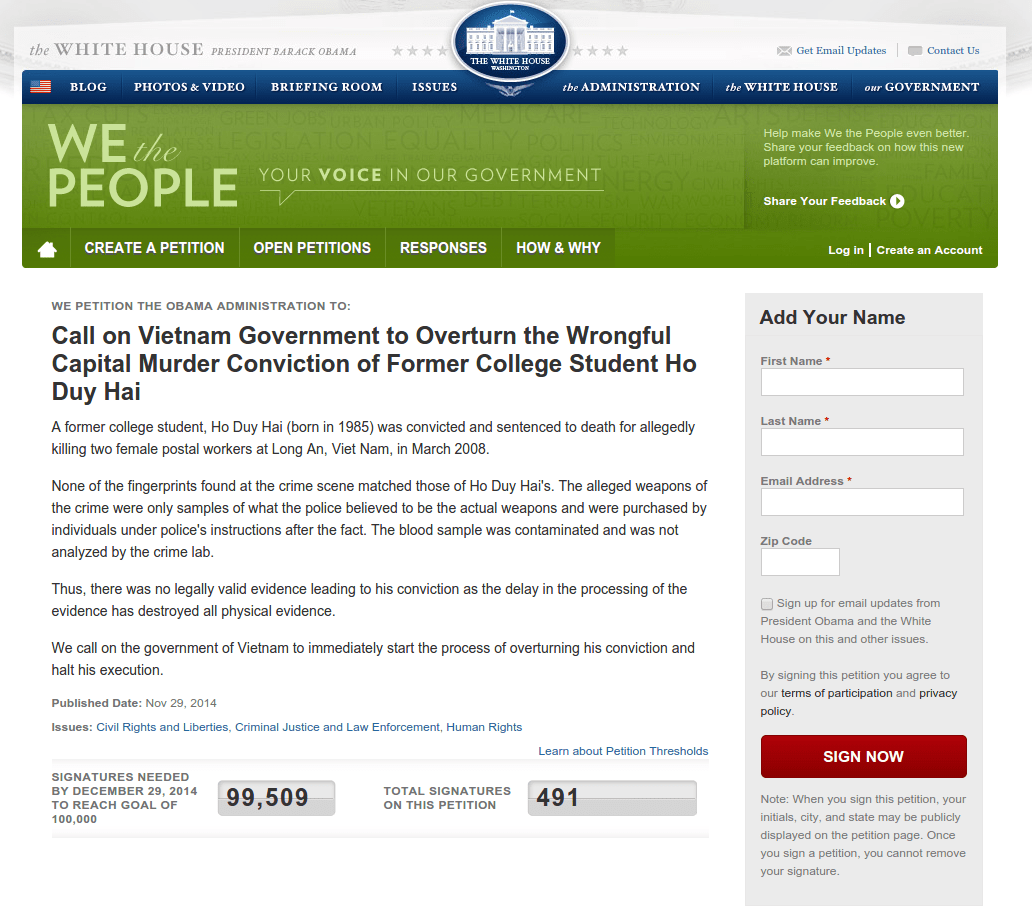 the WHITE HOUSE PRESIDENT BARACK OBAMA
THE WHITE HOUSE
WASHINGTON
Get Email Updates
Contact Us
BLOG
PHOTOS & VIDEO
BRIEFING ROOM
ISSUES
the ADMINISTRATION
the WHITE HOUSE
our GOVERNMENT
WE the
PEOPLE
YOUR VOICE IN OUR GOVERNMENT
Help make We the People even better.
Share your feedback on how this new
platform can improve.
Share Your Feedback
CREATE A PETITION
OPEN PETITIONS
RESPONSES
HOW & WHY
Log in | Create an Account
WE PETITION THE OBAMA ADMINISTRATION TO:
Call on Vietnam Government to Overturn the Wrongful
Capital Murder Conviction of Former College Student Ho
Duy Hai
A former college student, Ho Duy Hai (born in 1985) was convicted and sentenced to death for allegedly
killing two female postal workers at Long An, Viet Nam, in March 2008.
None of the fingerprints found at the crime scene matched those of Ho Duy Hai's. The alleged weapons of
the crime were only samples of what the police believed to be the actual weapons and were purchased by
individuals under police's instructions after the fact. The blood sample was contaminated and was not
analyzed by the crime lab.
Thus, there was no legally valid evidence leading to his conviction as the delay in the processing of the
evidence has destroyed all physical evidence.
We call on the government of Vietnam to immediately start the process of overturning his conviction and
halt his execution.
Published Date: Nov 29, 2014
Issues: Civil Rights and Liberties, Criminal Justice and Law Enforcement, Human Rights
Learn about Petition Thresholds
SIGNATURES NEEDED
BY DECEMBER 29, 2014
TO REACH GOAL OF
100,000
99,509
TOTAL SIGNATURES
ON THIS PETITION
491
Add Your Name
First Name *
Last Name *
Email Address *
Zip Code
Sign up for email updates from
President Obama and the White
House on this and other issues.
By signing this petition you agree to
our terms of participation and privacy
policy.
SIGN NOW
Note: When you sign this petition, your
initials, city, and state may be publicly
displayed on the petition page. Once
you sign a petition, you cannot remove
your signature.